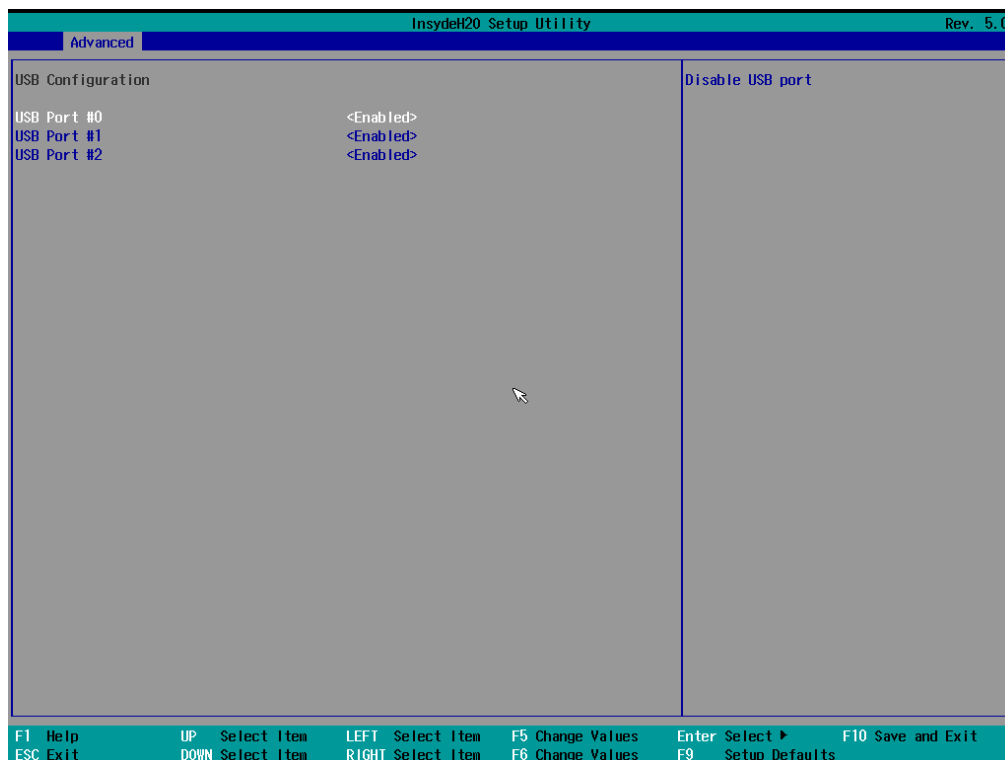 InsydeH20 Setup Utility Rev. 5.0
Advanced
USB Configuration
Disable USB port
USB Port #0 <Enabled>
USB Port #1 <Enabled>
USB Port #2 <Enabled>
F1 Help UP Select Item LEFT Select Item F5 Change Values Enter Select ▶ F10 Save and Exit
ESC Exit DOWN Select Item RIGHT Select Item F6 Change Values F9 Setup Defaults